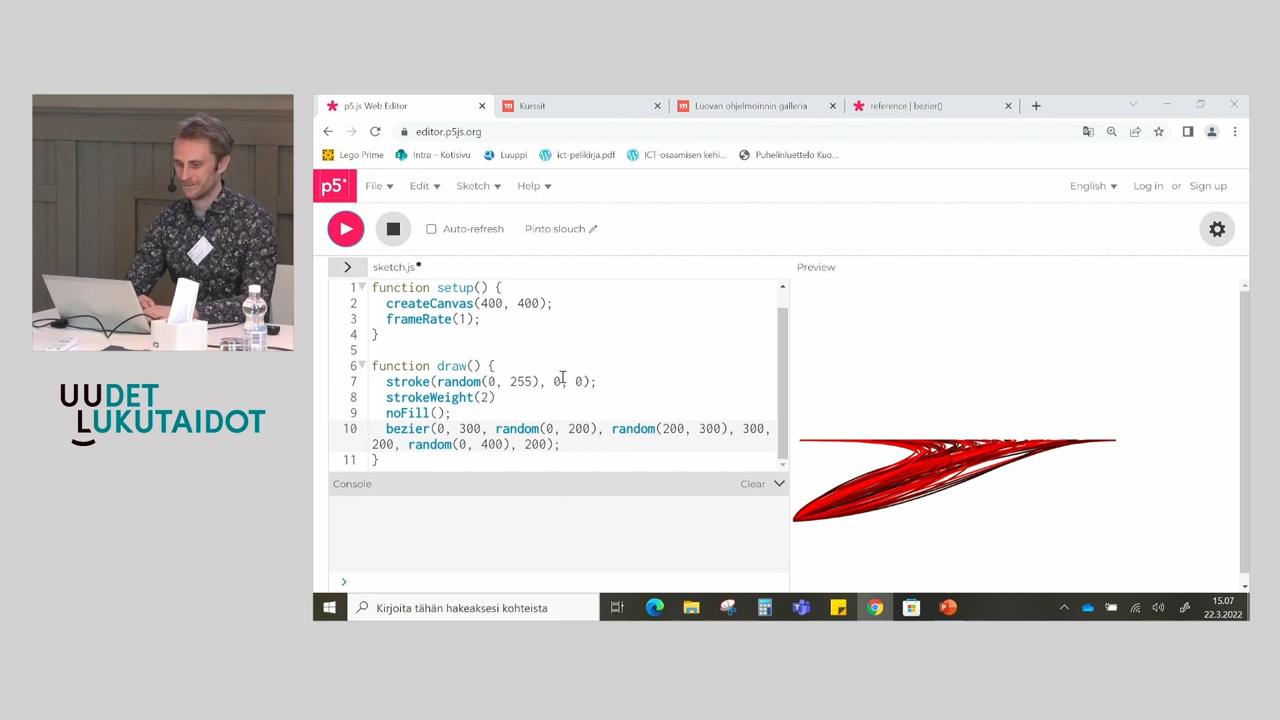 p5.js Web Editor
Kurssit
Luovan ohjelmoinnin galleria
reference | bezier()
editor.p5js.org
Lego Prime
Intra – Kotisivu
Luuppi
ict-pelikirja.pdf
ICT-osaamisen kehi...
Puhelinluettelo Kuo...
p5*
File
Edit
Sketch
Help
English
Log in or Sign up
Auto-refresh
Pinto slouch
sketch.js
Preview
1 function setup() {
2 createCanvas(400, 400);
3 frameRate(1);
4 }
5
6 function draw() {
7 stroke(random(0, 255), 0, 0);
8 strokeWeight(2)
9 noFill();
10 bezier(0, 300, random(0, 200), random(200, 300), 300,
200, random(0, 400), 200);
11 }
Console
Clear
UUDET
LUKUTAIDOT
Kirjoita tähän hakeaksesi kohteista
15.07
22.3.2022